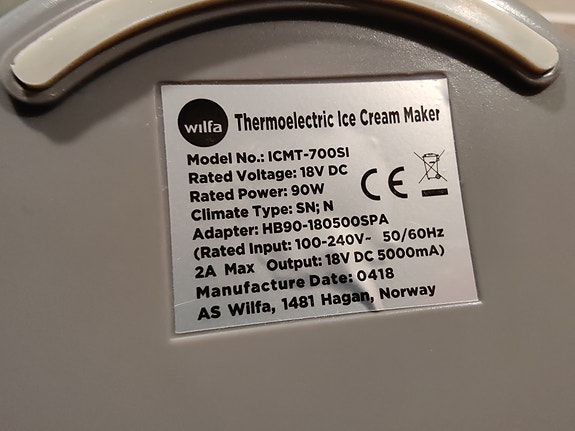 wilfa Thermoelectric Ice Cream Maker
Model No.: ICMT-700SI
Rated Voltage: 18V DC
Rated Power: 90W
Climate Type: SN; N
Adapter: HB90-180500SPA
(Rated Input: 100-240V~ 50/60Hz
2A Max Output: 18V DC 5000mA)
Manufacture Date: 0418
AS Wilfa, 1481 Hagan, Norway
CE